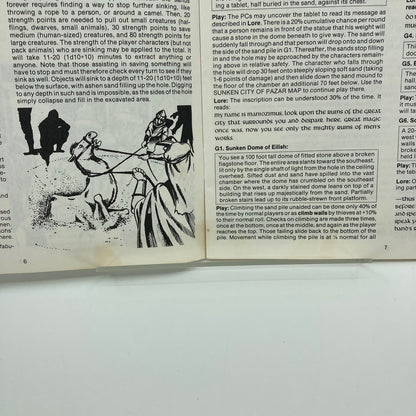 forever requires finding a way to stop further sinking,
throwing a rope to a person, or around a camel. Then, 20
strength points are needed to pull out small creatures (hal-
flings, dwarves, small animals), 30 strength points to save
medium (human-sized) creatures, and 80 strength points for
large creatures. The strength of the player characters (but not
pack animals who are sinking may be applied to the total. It
will take 11-20 (1d10+10) minutes to extract anything or
anyone. Note that those assisting in saving something will
have to stop and must therefore check every turn to see if they
sink as well. Objects will sink to a depth of 11-20 (1d10+10) feet
below the surface, with ashen sand filling up the hole. Digging
to any depth in such sand is impossible, as the sides of the hole
simply collapse and fill in the excavated area.
6
ing a tablet, half buried in the sand, against its chest.
Play: The PCs may uncover the tablet to read its message as
described in Lore. There is a 20% cumulative chance per round
that a person remains in front of the statue that his weight will
cause a stone in the dome beneath to give way. The sand will
suddenly fall through and that person will drop onto and down
the side of the sand pile in G1. Thereafter, the sands stop filling
in and the hole may be approached by the characters remain-
ing above in relative safety. The character who falls through
the hole will drop 30 feet onto steeply sloping soft sand (taking
1-6 points of damage) and then slide down the sand mound to
the floor of the chamber an additional 70 feet below. Use the
SUNKEN CITY OF PAZAR MAP to continue play there.
Lore: The inscription can be understood 30% of the time. It
reads:
my name is mamozimus. look upon the ruins of the great
city that surrounds you and despair. here, great magic
once was. now you see only the mighty ruins of men's
works.
G1. Sunken Dome of Eilish:
You see a 100 foot tall dome of fitted stone above a broken
flagstone floor. The entire area slants toward the southeast,
lit only by the single shaft of light from the hole in the ceiling
overhead. Sifted dust and sand have spilled into the vast
chamber where the dome has crumbled on the southeast
side. On the west, a darkly stained dome leans on top of a
building that rises up majestically from the sand. Partially
broken stairs lead up to its rubble-strewn front platform.
Play: Climbing the sand pile unaided can be done only 40% of
the time by normal players or as climb walls by thieves at +10%
to their normal roll. Checks on climbing are made three times,
once at the bottom, once at the middle, and again as the player
reaches the top. Those failing slide back to the bottom of the
pile. Movement while climbing the pile is at ⅓ normal for all
7